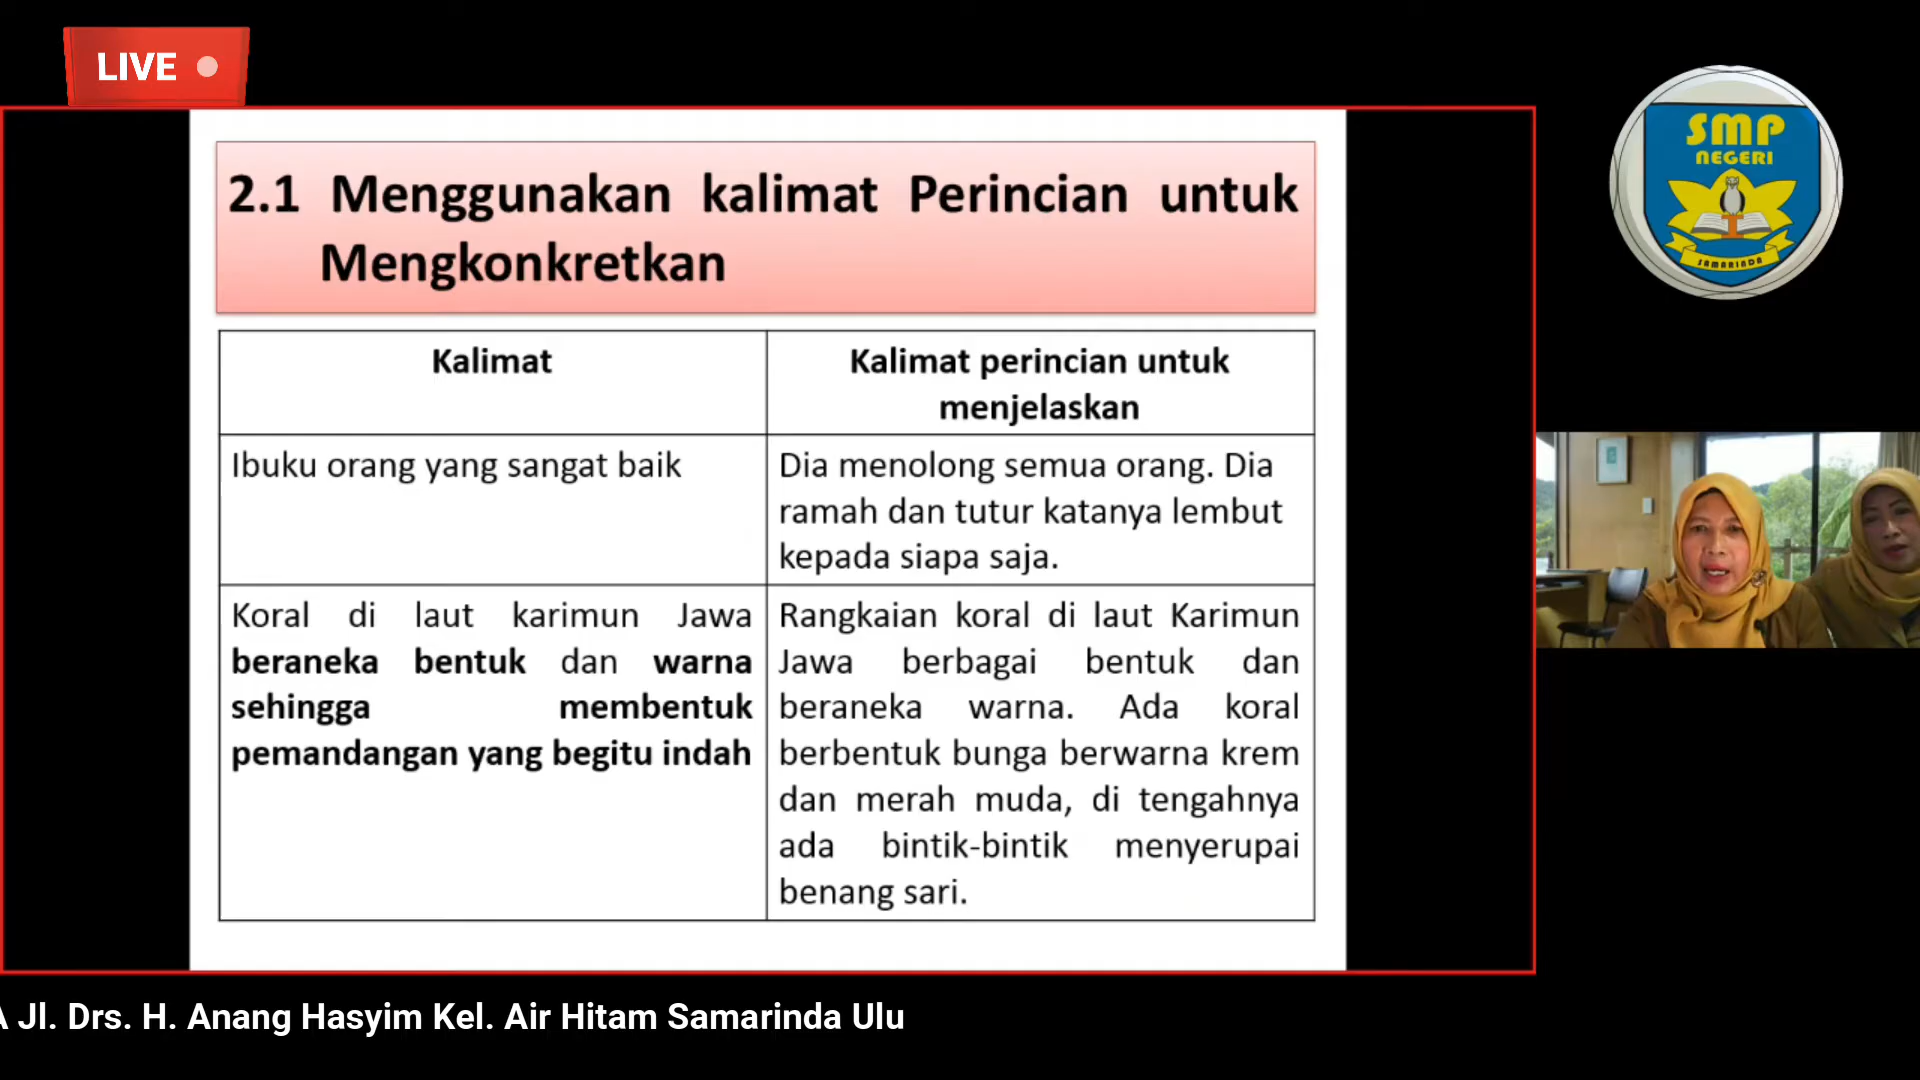 LIVE
SMP
NEGERI
SAMARINDA
2.1 Menggunakan kalimat Perincian untuk
Mengkonkretkan
Kalimat
Kalimat perincian untuk
menjelaskan
Ibuku orang yang sangat baik
Dia menolong semua orang. Dia
ramah dan tutur katanya lembut
kepada siapa saja.
Koral di laut karimun Jawa
beraneka bentuk dan warna
sehingga membentuk
pemandangan yang begitu indah
Rangkaian koral di laut Karimun
Jawa berbagai bentuk dan
beraneka warna. Ada koral
berbentuk bunga berwarna krem
dan merah muda, di tengahnya
ada bintik-bintik menyerupai
benang sari.
A Jl. Drs. H. Anang Hasyim Kel. Air Hitam Samarinda Ulu